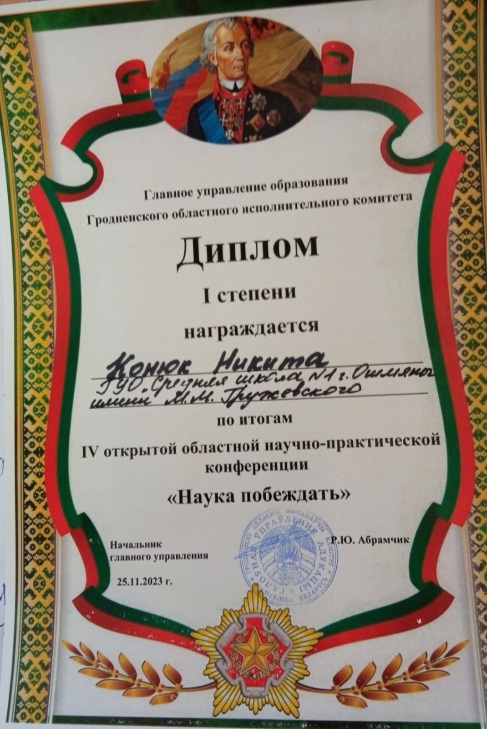 Главное управление образования
Гродненского областного исполнительного комитета
Диплом
I степени
награждается
Конюк Никита
ГУО "Средняя школа №1 г. Ошмяны
имени М.М. Гружевского
по итогам
IV открытой областной научно-практической
конференции
«Наука побеждать»
Начальник
главного управления
Р.Ю. Абрамчик
25.11.2023 г.